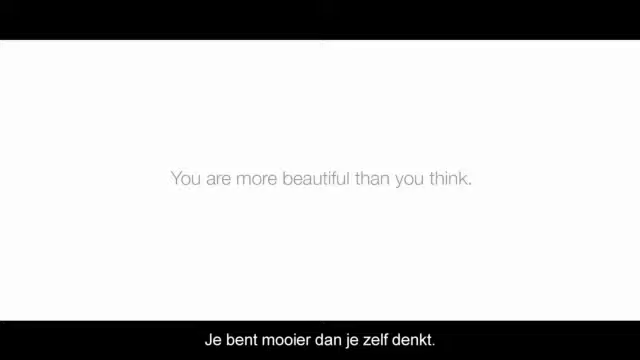 You are more beautiful than you think.
Je bent mooier dan je zelf denkt.